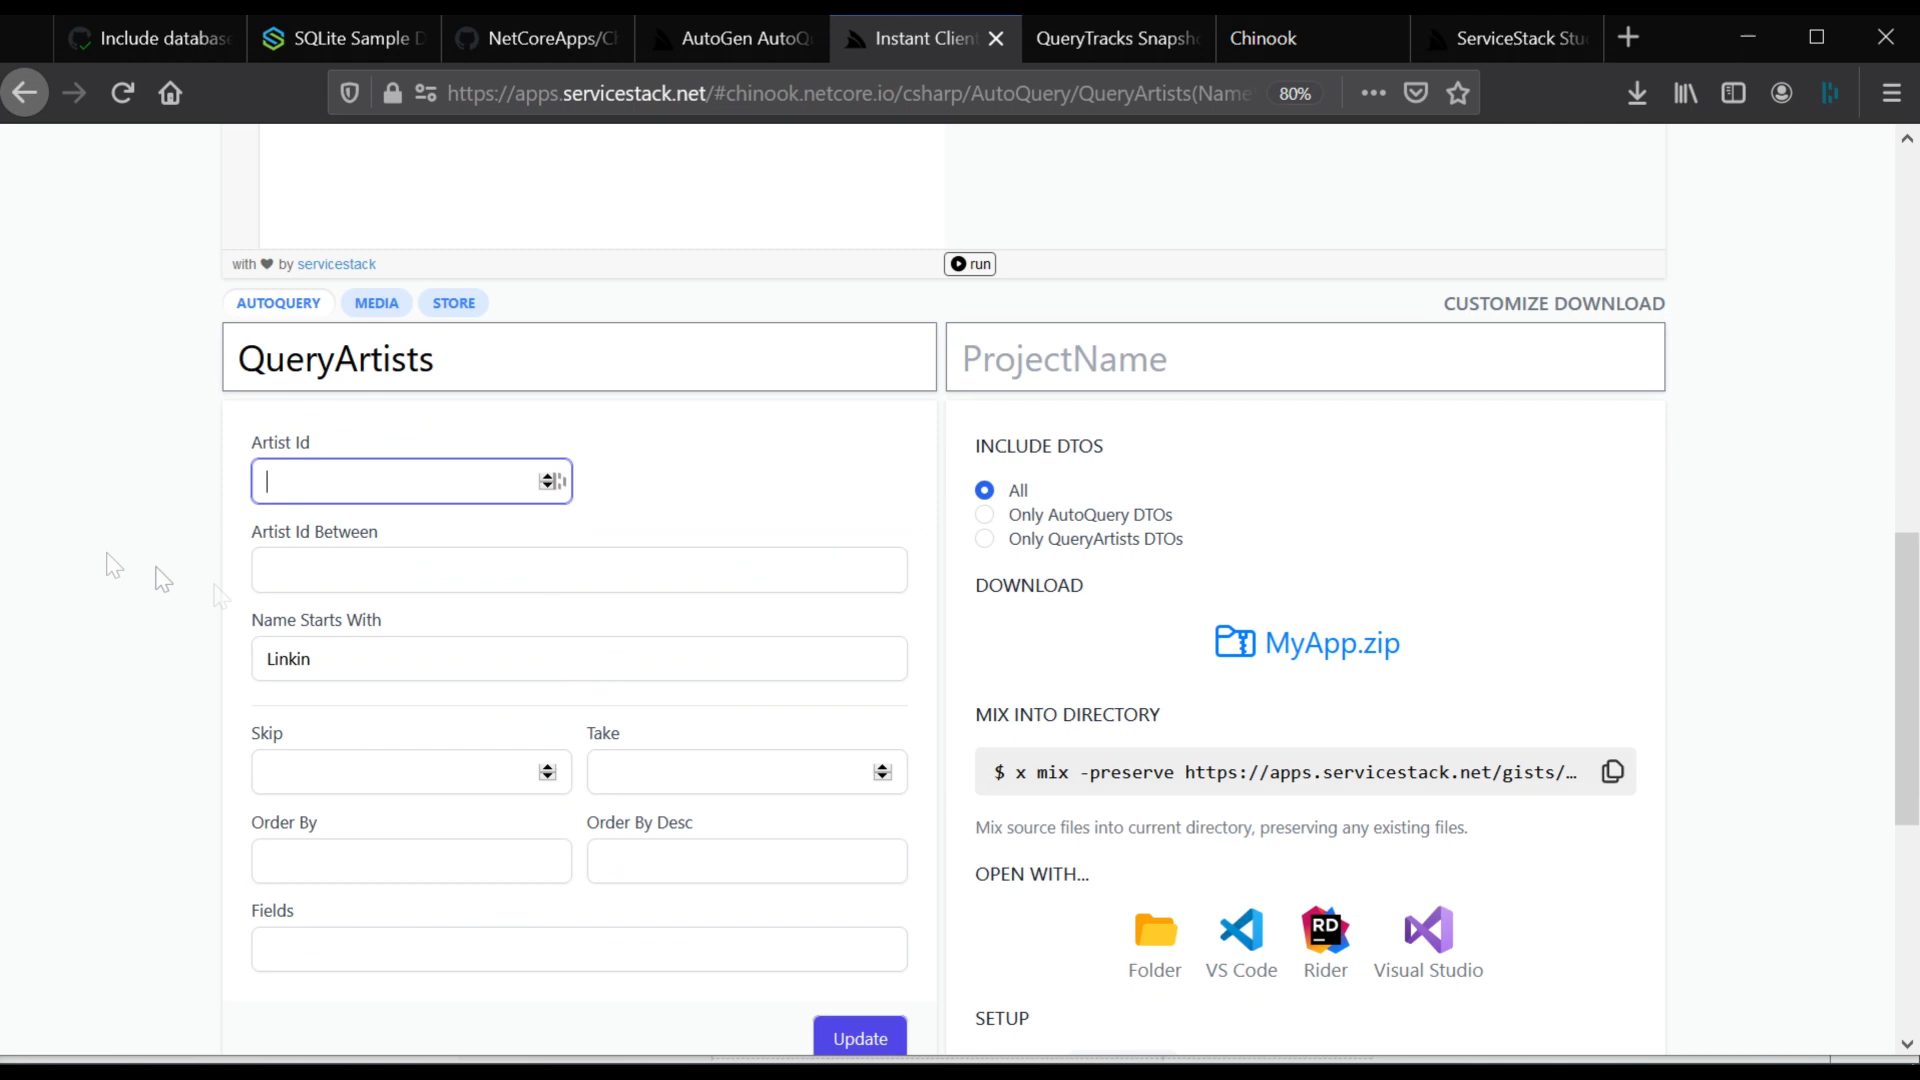 Include database
SQLite Sample D
NetCoreApps/Ch
AutoGen AutoQu
Instant Clien
QueryTracks Snapsho
Chinook
ServiceStack Stu
https://apps.servicestack.net/#chinook.netcore.io/csharp/AutoQuery/QueryArtists(Name
80%
with ♥ by servicestack
run
AUTOQUERY MEDIA STORE
CUSTOMIZE DOWNLOAD
QueryArtists
ProjectName
Artist Id
Artist Id Between
Name Starts With
Linkin
Skip
Take
Order By
Order By Desc
Fields
Update
INCLUDE DTOS
All
Only AutoQuery DTOs
Only QueryArtists DTOs
DOWNLOAD
MyApp.zip
MIX INTO DIRECTORY
$ x mix -preserve https://apps.servicestack.net/gists/…
Mix source files into current directory, preserving any existing files.
OPEN WITH...
RD
Folder
VS Code
Rider
Visual Studio
SETUP